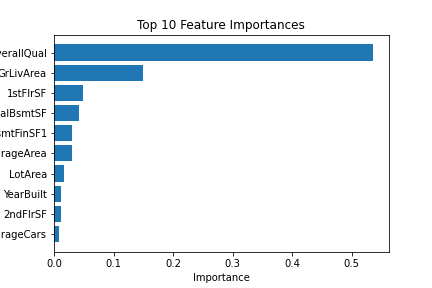 Top 10 Feature Importances
verallQual
GrLivArea
1stFlrSF
alBsmtSF
smtFinSF1
rageArea
LotArea
YearBuilt
2ndFlrSF
rageCars
0.0 0.1 0.2 0.3 0.4 0.5
Importance